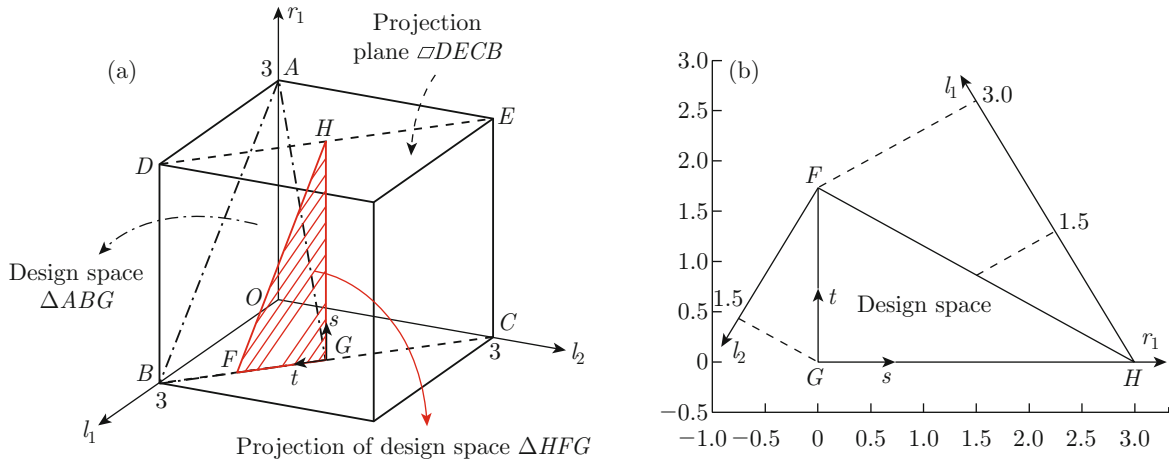 (a)
r₁
3
A
Projection
plane ▱DECB
E
H
D
Design space
ΔABG
O
s
C
3
G
F
t
l₂
B
3
l₁
Projection of design space ΔHFG
(b)
3.0
2.5
2.0
1.5
1.0
0.5
0
−0.5
−1.0 −0.5 0 0.5 1.0 1.5 2.0 2.5 3.0
l₁
3.0
F
1.5
1.5
l₂
t
Design space
r₁
G
s
H